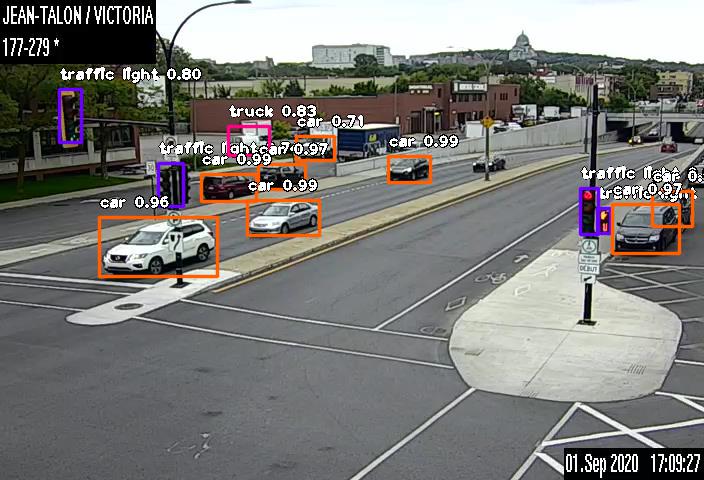 JEAN-TALON / VICTORIA
177-279 *
traffic light 0.80
truck 0.83
car 0.71
car 0.99
car 0.97
car 0.99
car 0.99
car 0.96
car 0.97
DÉBUT
01.Sep 2020 17:09:27